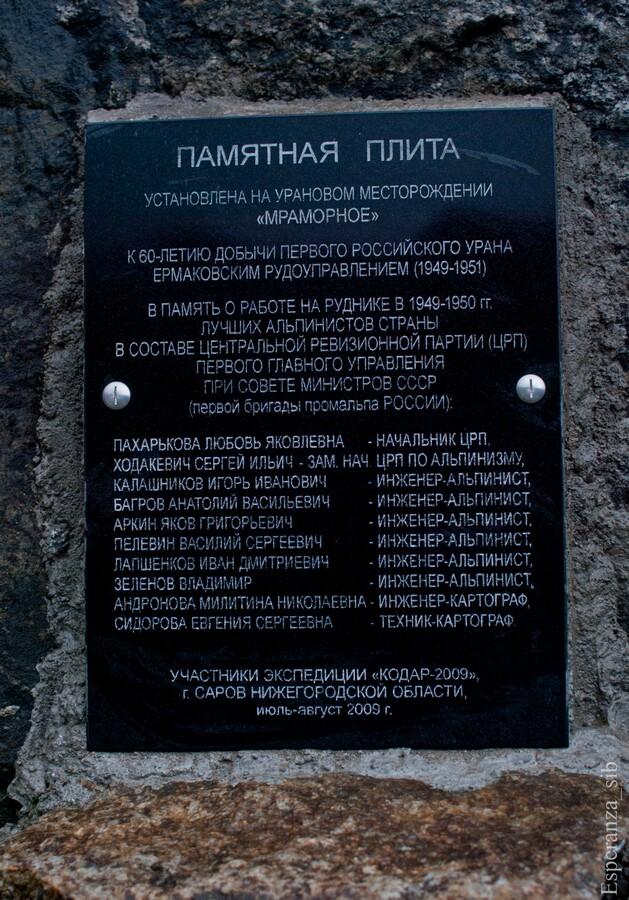 ПАМЯТНАЯ ПЛИТА
УСТАНОВЛЕНА НА УРАНОВОМ МЕСТОРОЖДЕНИИ
«МРАМОРНОЕ»
К 60-ЛЕТИЮ ДОБЫЧИ ПЕРВОГО РОССИЙСКОГО УРАНА
ЕРМАКОВСКИМ РУДОУПРАВЛЕНИЕМ (1949-1951)
В ПАМЯТЬ О РАБОТЕ НА РУДНИКЕ В 1949-1950 гг.
ЛУЧШИХ АЛЬПИНИСТОВ СТРАНЫ
В СОСТАВЕ ЦЕНТРАЛЬНОЙ РЕВИЗИОННОЙ ПАРТИИ (ЦРП)
ПЕРВОГО ГЛАВНОГО УПРАВЛЕНИЯ
ПРИ СОВЕТЕ МИНИСТРОВ СССР
(первой бригады промальпа РОССИИ):
ПАХАРЬКОВА ЛЮБОВЬ ЯКОВЛЕВНА - НАЧАЛЬНИК ЦРП.
ХОДАКЕВИЧ СЕРГЕЙ ИЛЬИЧ - ЗАМ. НАЧ. ЦРП ПО АЛЬПИНИЗМУ,
КАЛАШНИКОВ ИГОРЬ ИВАНОВИЧ - ИНЖЕНЕР-АЛЬПИНИСТ,
БАГРОВ АНАТОЛИЙ ВАСИЛЬЕВИЧ - ИНЖЕНЕР-АЛЬПИНИСТ,
АРКИН ЯКОВ ГРИГОРЬЕВИЧ - ИНЖЕНЕР-АЛЬПИНИСТ,
ПЕЛЕВИН ВАСИЛИЙ СЕРГЕЕВИЧ - ИНЖЕНЕР-АЛЬПИНИСТ,
ЛАПШЕНКОВ ИВАН ДМИТРИЕВИЧ - ИНЖЕНЕР-АЛЬПИНИСТ,
ЗЕЛЕНОВ ВЛАДИМИР - ИНЖЕНЕР-АЛЬПИНИСТ,
АНДРОНОВА МИЛИТИНА НИКОЛАЕВНА - ИНЖЕНЕР-КАРТОГРАФ,
СИДОРОВА ЕВГЕНИЯ СЕРГЕЕВНА - ТЕХНИК-КАРТОГРАФ.
УЧАСТНИКИ ЭКСПЕДИЦИИ «КОДАР-2009»,
г. САРОВ НИЖЕГОРОДСКОЙ ОБЛАСТИ,
июль-август 2009 г.
Esperanza_sib